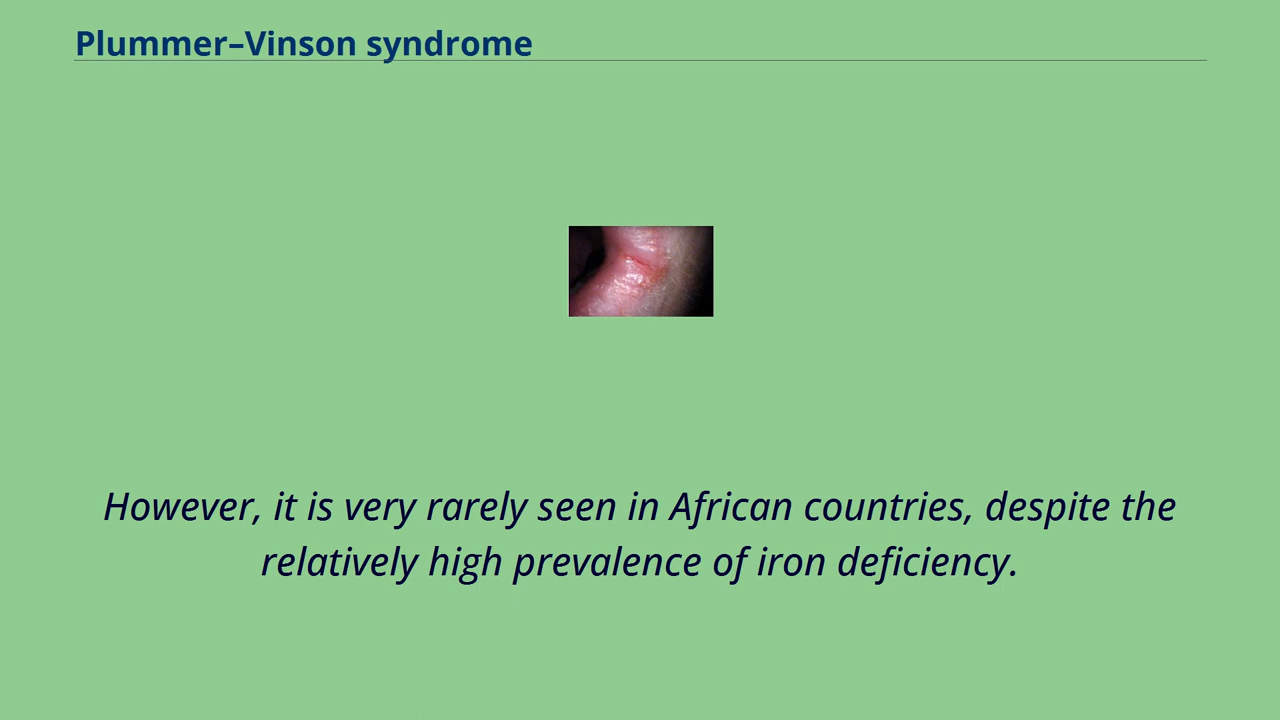 Plummer–Vinson syndrome
However, it is very rarely seen in African countries, despite the
relatively high prevalence of iron deficiency.